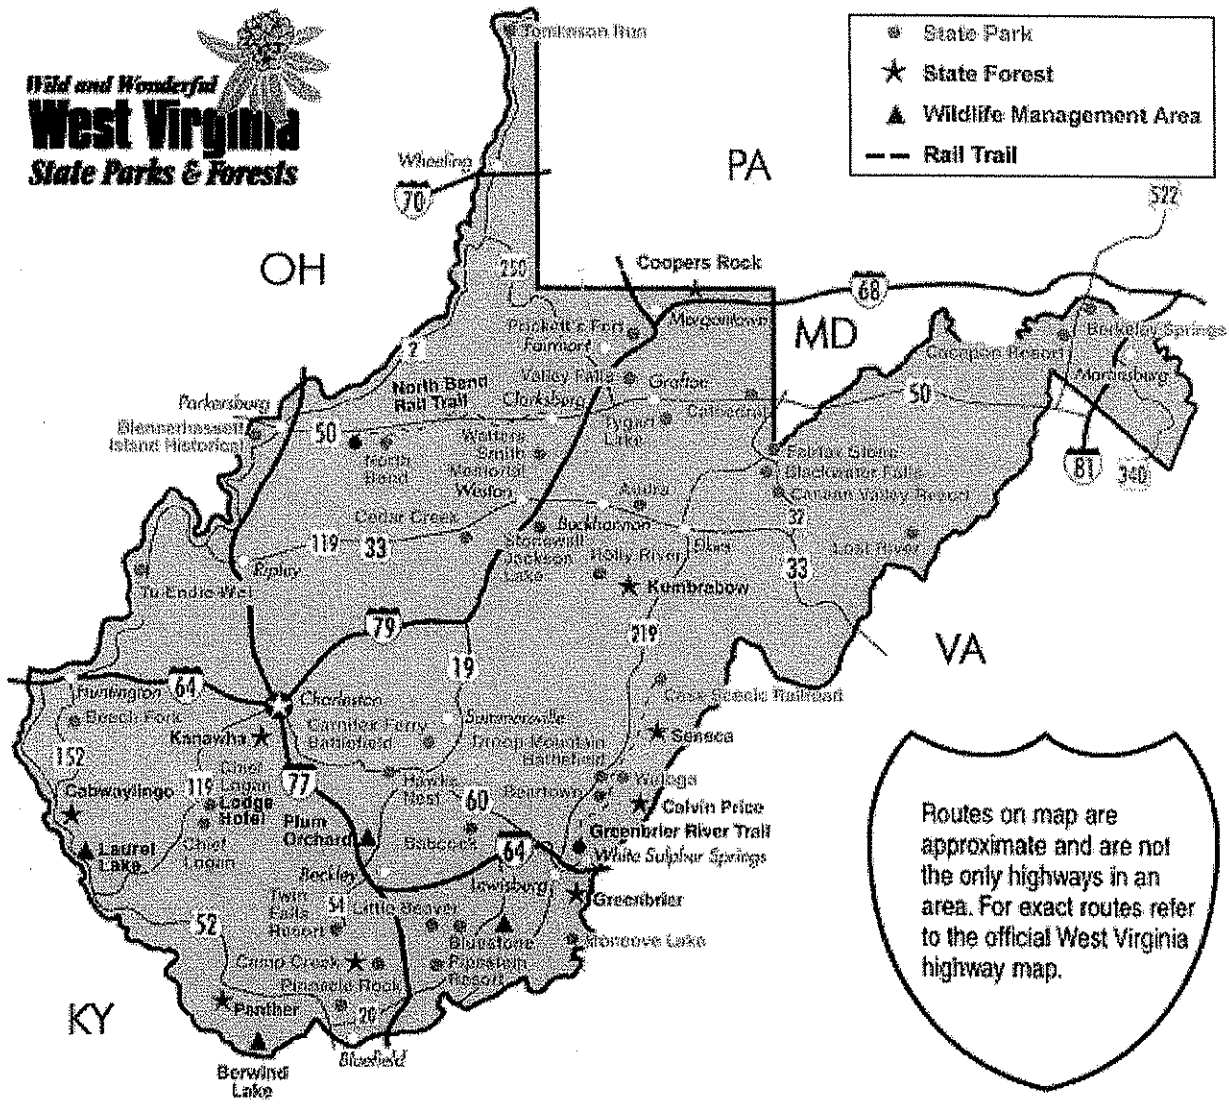 Wild and Wonderful
West Virginia
State Parks & Forests
State Park
State Forest
Wildlife Management Area
Rail Trail
Tomlinson Run
PA
OH
MD
VA
KY
Wheeling
70
522
250
Coopers Rock
68
Morgantown
Prickett's Fort
Fairmont
Berkeley Springs
Cacapon Resort
Martinsburg
2
Valley Falls
Grafton
North Bend
Rail Trail
Clarksburg
Cathedral
50
Parkersburg
Blennerhassett
Island Historical
50
Tygart
Lake
Watters
Smith
Memorial
North
Bend
Fairfax Stone
Blackwater Falls
Canaan Valley Resort
81
340
Weston
Audra
Buckhannon
Cedar Creek
32
119
33
Stonewall
Jackson
Lake
Elkins
Lost River
Ripley
Holly River
33
Kumbrabow
Tu-Endie-Wei
79
219
19
64
Huntington
Charleston
Cass Scenic Railroad
Beech Fork
Summersville
Carnifex Ferry
Battlefield
Kanawha
Seneca
Droop Mountain
Battlefield
152
Chief
Logan
Lodge
Hotel
119
77
Hawks
Nest
Watoga
Beartown
Cabwaylingo
60
Calvin Price
Plum
Orchard
Greenbrier River Trail
Laurel
Lake
Chief
Logan
Babcock
64
White Sulphur Springs
Beckley
Lewisburg
Greenbrier
Twin
Falls
Resort
54
Little Beaver
52
Bluestone
Moncove Lake
Camp Creek
Pipestem
Resort
Pinnacle Rock
Panther
20
Bluefield
Berwind
Lake
Routes on map are
approximate and are not
the only highways in an
area. For exact routes refer
to the official West Virginia
highway map.